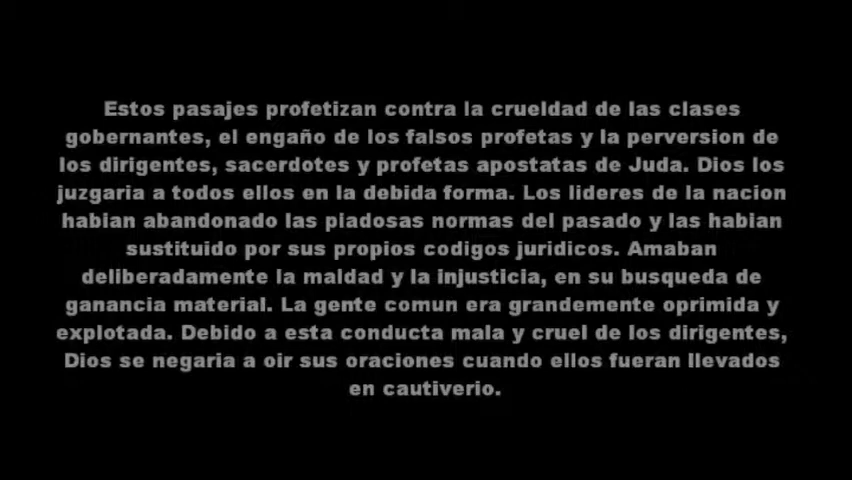 Estos pasajes profetizan contra la crueldad de las clases
gobernantes, el engaño de los falsos profetas y la perversion de
los dirigentes, sacerdotes y profetas apostatas de Juda. Dios los
juzgaria a todos ellos en la debida forma. Los lideres de la nacion
habian abandonado las piadosas normas del pasado y las habian
sustituido por sus propios codigos juridicos. Amaban
deliberadamente la maldad y la injusticia, en su busqueda de
ganancia material. La gente comun era grandemente oprimida y
explotada. Debido a esta conducta mala y cruel de los dirigentes,
Dios se negaria a oir sus oraciones cuando ellos fueran llevados
en cautiverio.